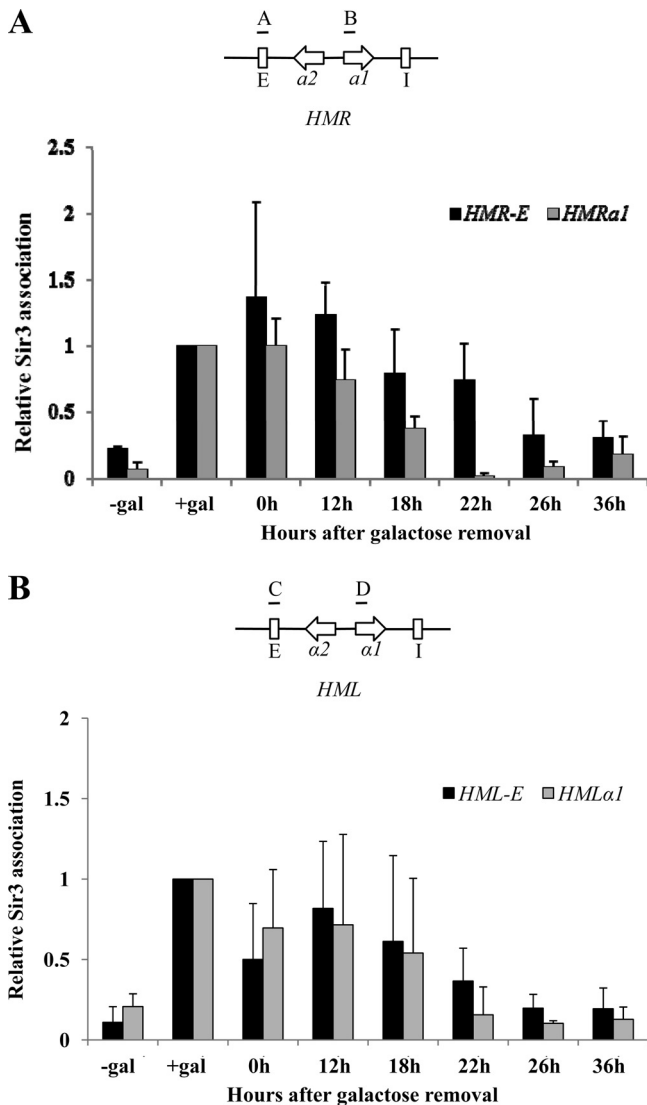 A
A B
E a2 a1 I
HMR
2.5
2
1.5
1
0.5
0
Relative Sir3 association
HMR-E HMRa1
-gal +gal 0h 12h 18h 22h 26h 36h
Hours after galactose removal
B
C D
E α2 α1 I
HML
2
1.5
1
0.5
0
Relative Sir3 association
HML-E HMLα1
-gal +gal 0h 12h 18h 22h 26h 36h
Hours after galactose removal